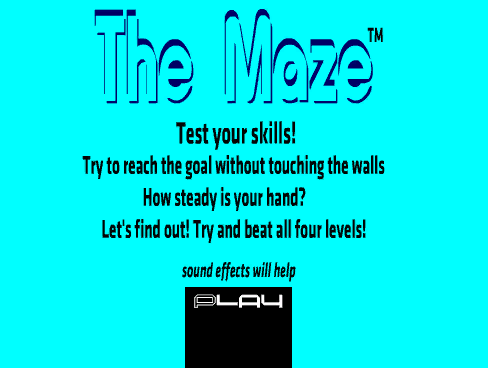 The Maze™
Test your skills!
Try to reach the goal without touching the walls
How steady is your hand?
Let's find out! Try and beat all four levels!
sound effects will help
PLAY